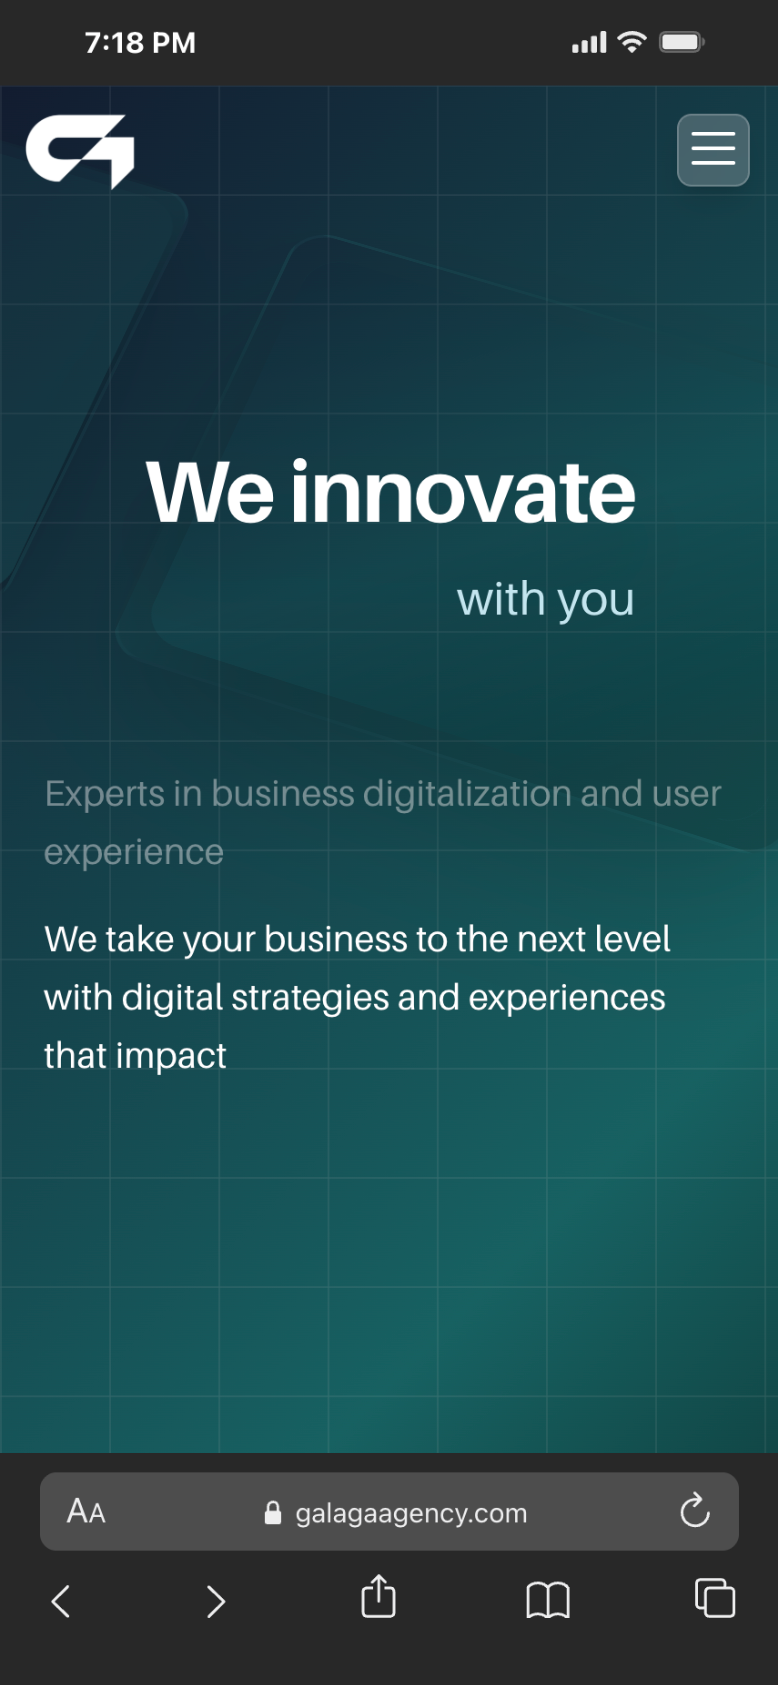 7:18 PM
We innovate
with you
Experts in business digitalization and user
experience
We take your business to the next level
with digital strategies and experiences
that impact
AA
galagaagency.com